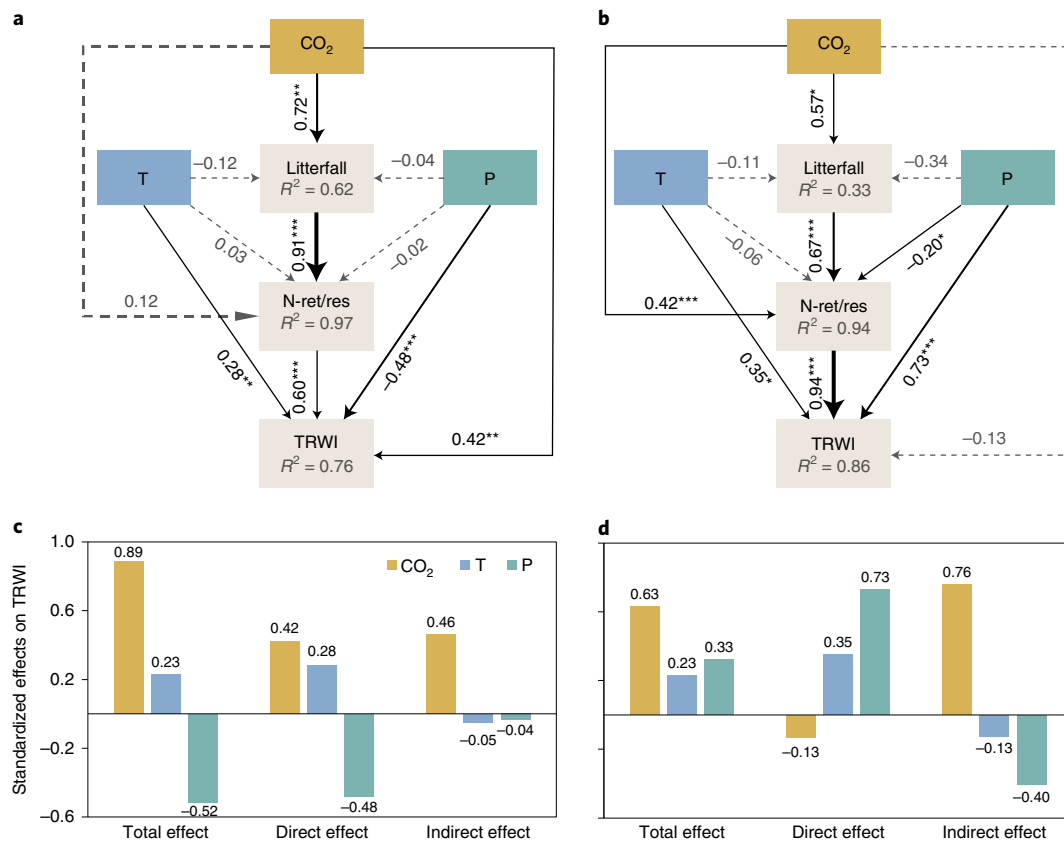 a
CO2
0.72**
T
–0.12
Litterfall
R2 = 0.62
–0.04
P
0.03
0.91***
–0.02
0.12
N-ret/res
R2 = 0.97
0.28**
0.60***
–0.48***
TRWI
R2 = 0.76
0.42**
b
CO2
0.57*
T
–0.11
Litterfall
R2 = 0.33
–0.34
P
–0.06
0.67***
–0.20*
0.42***
N-ret/res
R2 = 0.94
0.35*
0.94***
0.73***
TRWI
R2 = 0.86
–0.13
c
Standardized effects on TRWI
1.0
0.6
0.2
–0.2
–0.6
CO2 T P
0.89
0.23
–0.52
0.42
0.28
–0.48
0.46
–0.05
–0.04
Total effect Direct effect Indirect effect
d
0.63
0.23
0.33
–0.13
0.35
0.73
0.76
–0.13
–0.40
Total effect Direct effect Indirect effect